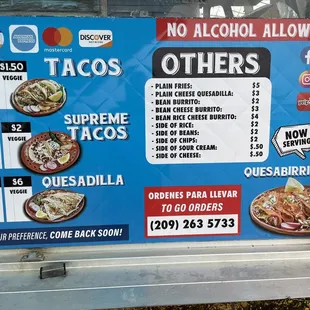 NO ALCOHOL ALLOW
mastercard
DISCOVER
TACOS
$1.50
VEGGIE
SUPREME
TACOS
$2
VEGGIE
QUESADILLA
$6
VEGGIE
OTHERS
PLAIN FRIES: $5
PLAIN CHEESE QUESADILLA: $3
BEAN BURRITO: $2
BEAN CHEESE BURRITO: $3
BEAN RICE CHEESE BURRITO: $4
SIDE OF RICE: $2
SIDE OF BEANS: $2
SIDE OF CHIPS: $2
SIDE OF SOUR CREAM: $.50
SIDE OF CHEESE: $.50
NOW
SERVING
QUESABIRRI
ORDENES PARA LLEVAR
TO GO ORDERS
(209) 263 5733
UR PREFERENCE, COME BACK SOON!